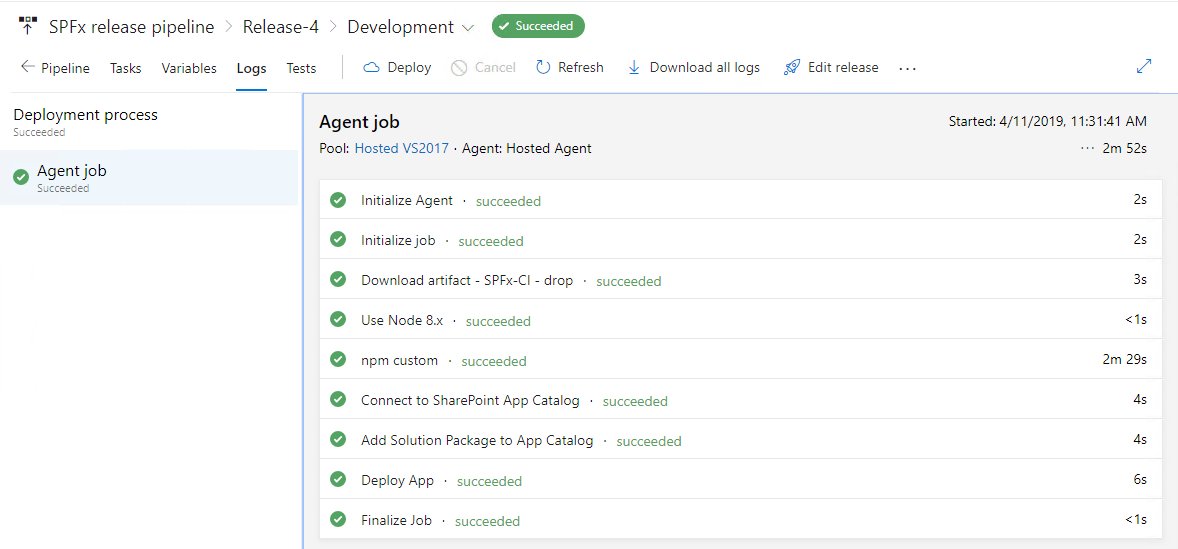 SPFx release pipeline > Release-4 > Development Succeeded
Pipeline Tasks Variables Logs Tests Deploy Cancel Refresh Download all logs Edit release ...
Deployment process
Succeeded
Agent job
Succeeded
Agent job Started: 4/11/2019, 11:31:41 AM
Pool: Hosted VS2017 · Agent: Hosted Agent ... 2m 52s
Initialize Agent · succeeded 2s
Initialize job · succeeded 2s
Download artifact - SPFx-CI - drop · succeeded 3s
Use Node 8.x · succeeded <1s
npm custom · succeeded 2m 29s
Connect to SharePoint App Catalog · succeeded 4s
Add Solution Package to App Catalog · succeeded 4s
Deploy App · succeeded 6s
Finalize Job · succeeded <1s